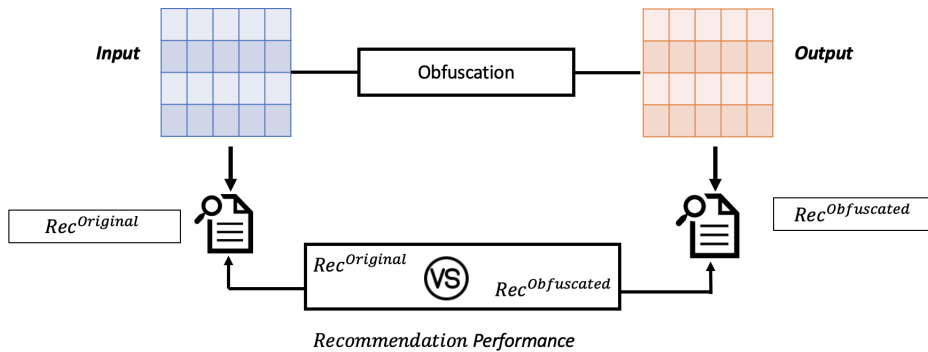 Input
Obfuscation
Output
Rec^Original
Rec^Obfuscated
Rec^Original
VS
Rec^Obfuscated
Recommendation Performance